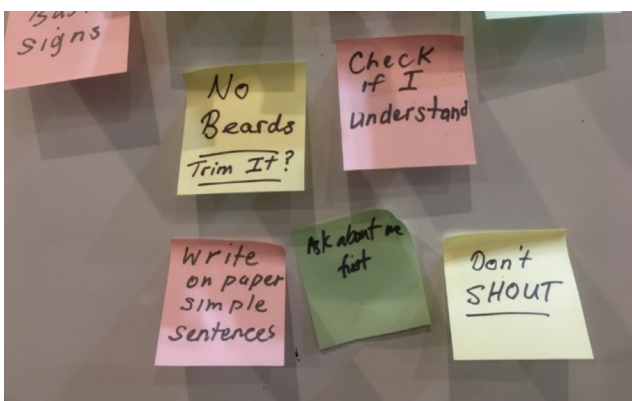 signs
No
Beards
Trim It?
Check
if I
understand
Write
on paper
simple
sentences
Ask about me
first
Don't
SHOUT